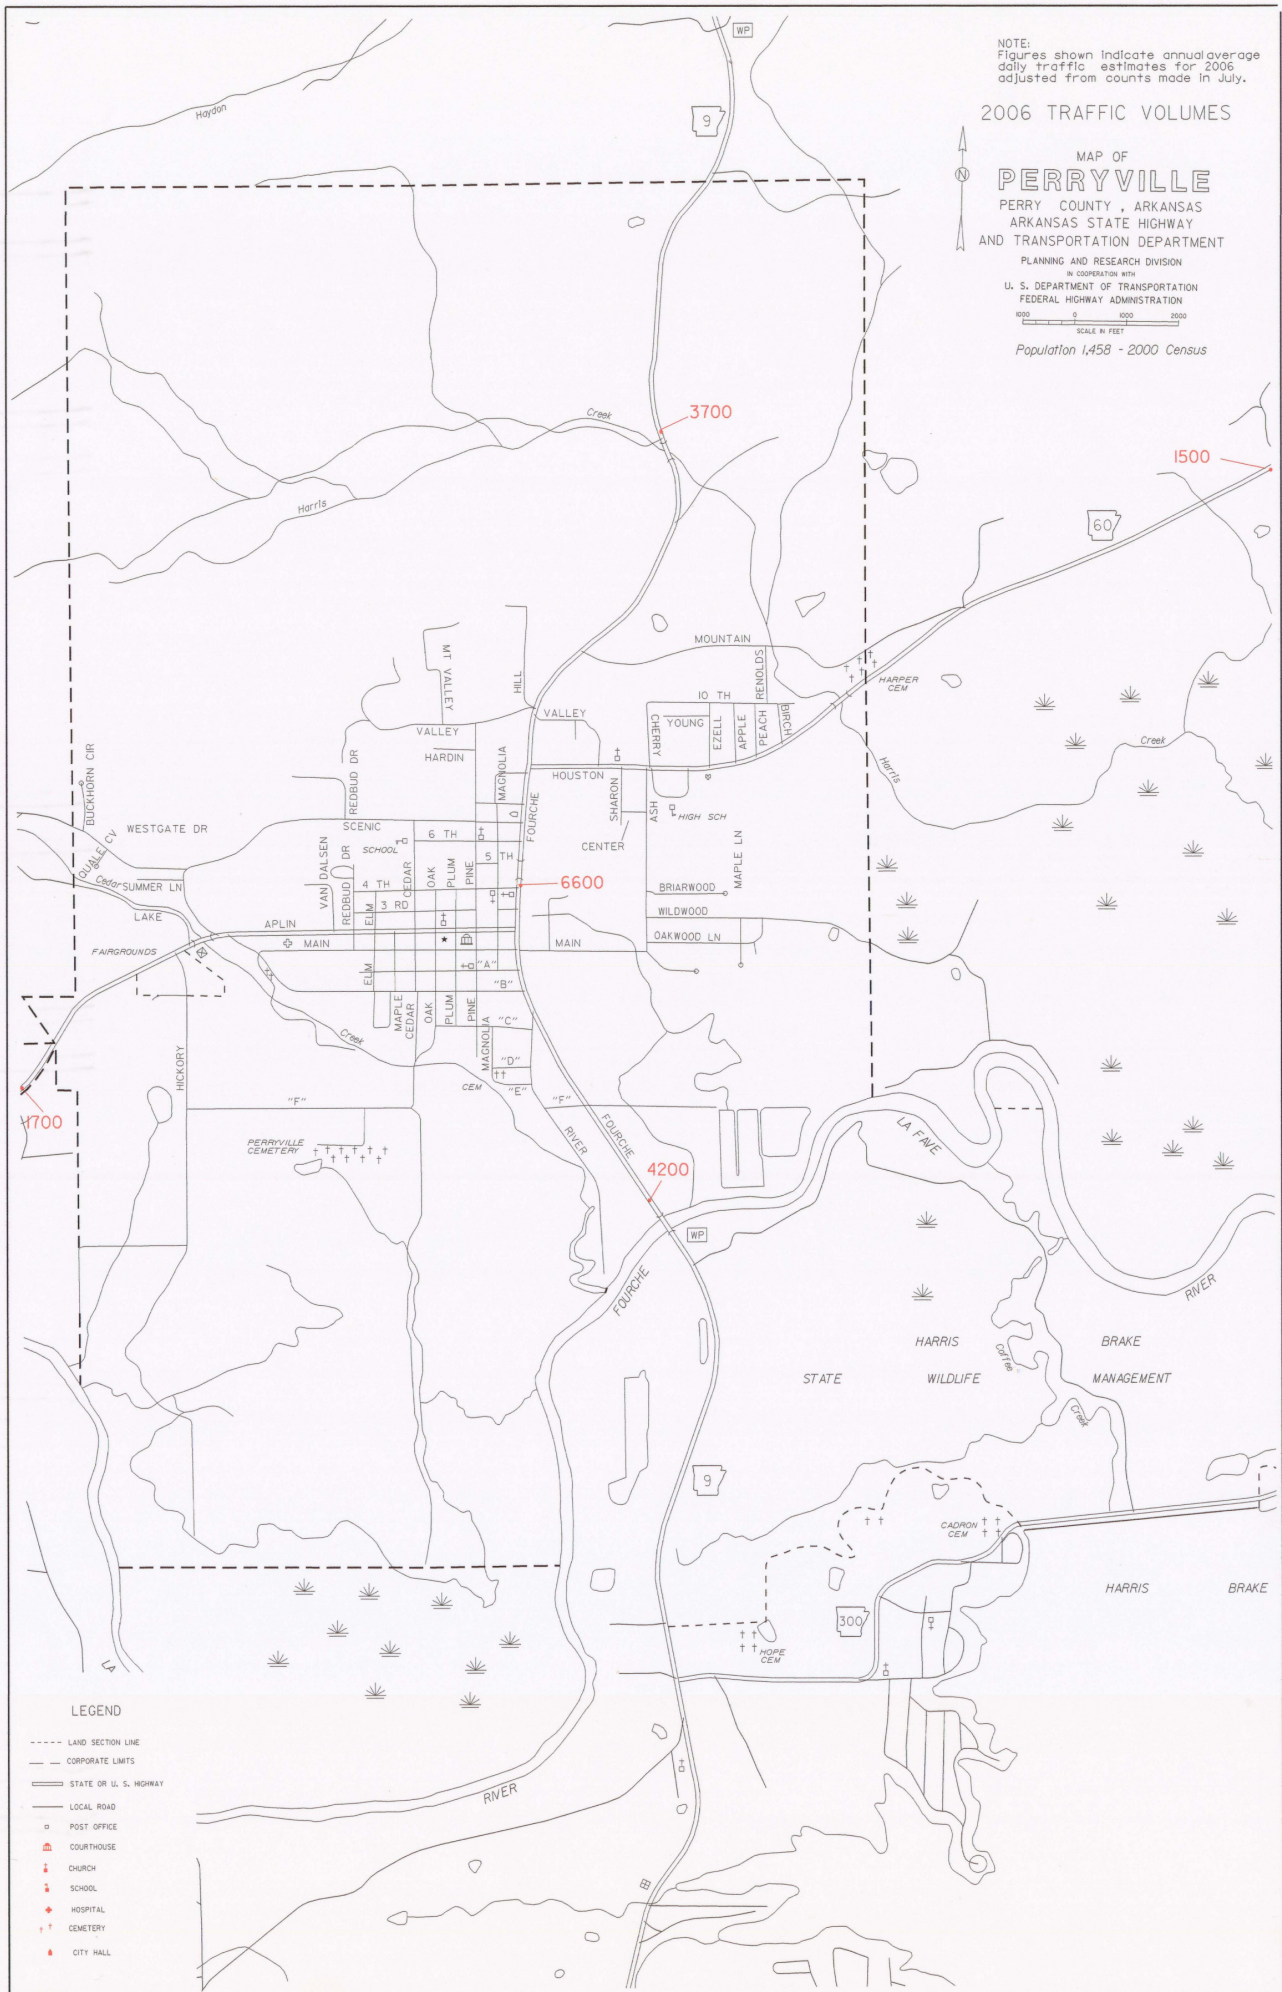 NOTE:
Figures shown indicate annual average
daily traffic estimates for 2006
adjusted from counts made in July.
2006 TRAFFIC VOLUMES
MAP OF
PERRYVILLE
PERRY COUNTY , ARKANSAS
ARKANSAS STATE HIGHWAY
AND TRANSPORTATION DEPARTMENT
PLANNING AND RESEARCH DIVISION
IN COOPERATION WITH
U. S. DEPARTMENT OF TRANSPORTATION
FEDERAL HIGHWAY ADMINISTRATION
1000 0 1000 2000
SCALE IN FEET
Population 1,458 - 2000 Census
N
WP
9
Haydon
Creek
3700
1500
60
Harris
MOUNTAIN
RENOLDS
HARPER
CEM
MT VALLEY
HILL
10 TH
VALLEY
VALLEY
YOUNG
CHERRY
EZELL
APPLE
PEACH
BIRCH
HARDIN
MAGNOLIA
HOUSTON
Creek
Harris
BUCKHORN CIR
REDBUD DR
FOURCHE
SHARON
ASH
HIGH SCH
WESTGATE DR
SCENIC
6 TH
CENTER
QUALE CV
SCHOOL
5 TH
VAN DALSEN
REDBUD DR
CEDAR
OAK
PLUM
PINE
MAPLE LN
Cedar
SUMMER LN
4 TH
6600
BRIARWOOD
ELM
3 RD
LAKE
APLIN
WILDWOOD
FAIRGROUNDS
MAIN
MAIN
OAKWOOD LN
ELM
"A"
"B"
MAPLE
CEDAR
OAK
PLUM
PINE
"C"
Creek
HICKORY
MAGNOLIA
"D"
CEM
"E"
1700
"F"
"F"
PERRYVILLE
CEMETERY
RIVER
FOURCHE
LA FAVE
4200
WP
FOURCHE
RIVER
HARRIS BRAKE
Coffee
STATE WILDLIFE MANAGEMENT
Creek
9
CADRON
CEM
HARRIS BRAKE
300
HOPE
CEM
LA
RIVER
LEGEND
LAND SECTION LINE
CORPORATE LIMITS
STATE OR U. S. HIGHWAY
LOCAL ROAD
POST OFFICE
COURTHOUSE
CHURCH
SCHOOL
HOSPITAL
CEMETERY
CITY HALL